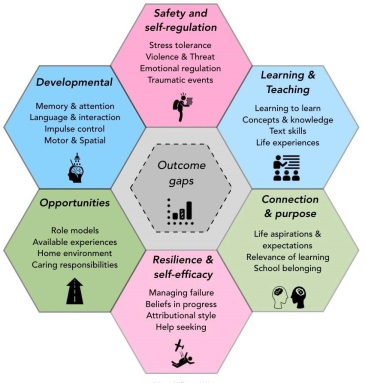 Safety and
self-regulation
Stress tolerance
Violence & Threat
Emotional regulation
Traumatic events
Developmental
Memory & attention
Language & interaction
Impulse control
Motor & Spatial
Learning &
Teaching
Learning to learn
Concepts & knowledge
Text skills
Life experiences
Outcome
gaps
Opportunities
Role models
Available experiences
Home environment
Caring responsibilities
Connection
& purpose
Life aspirations &
expectations
Relevance of learning
School belonging
Resilience &
self-efficacy
Managing failure
Beliefs in progress
Attributional style
Help seeking